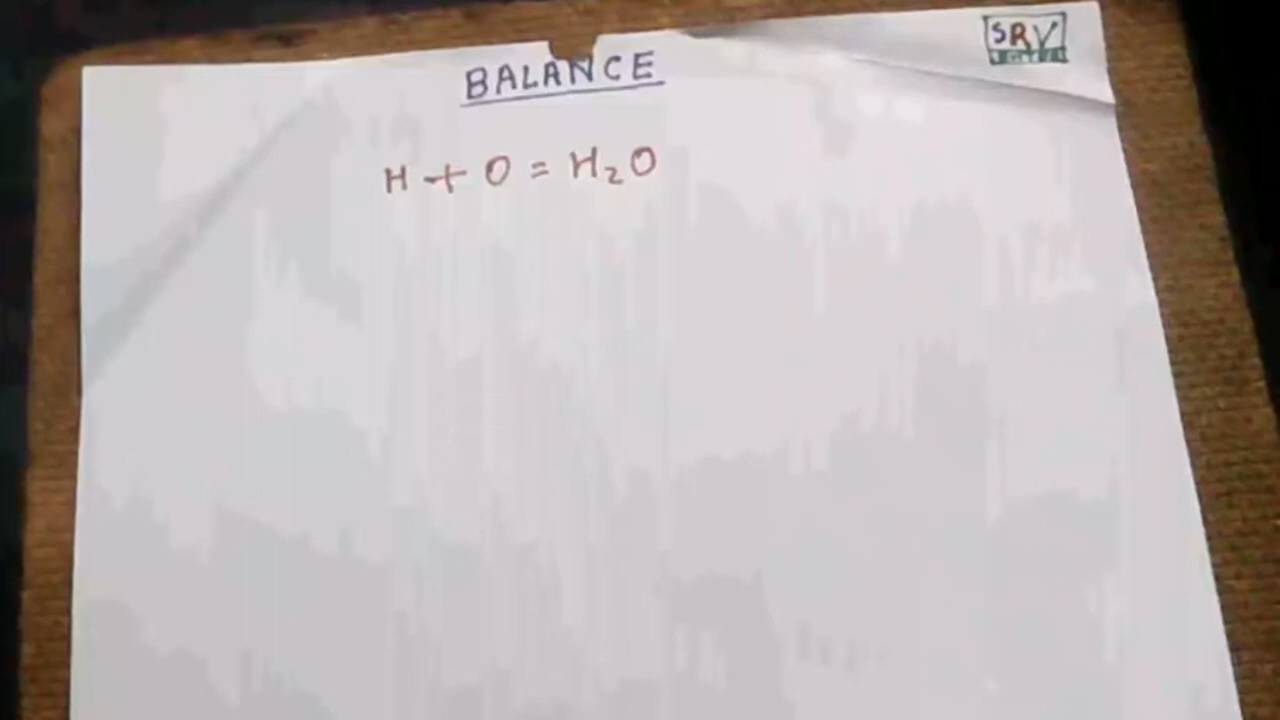 SRV
BALANCE
H + O = H₂O